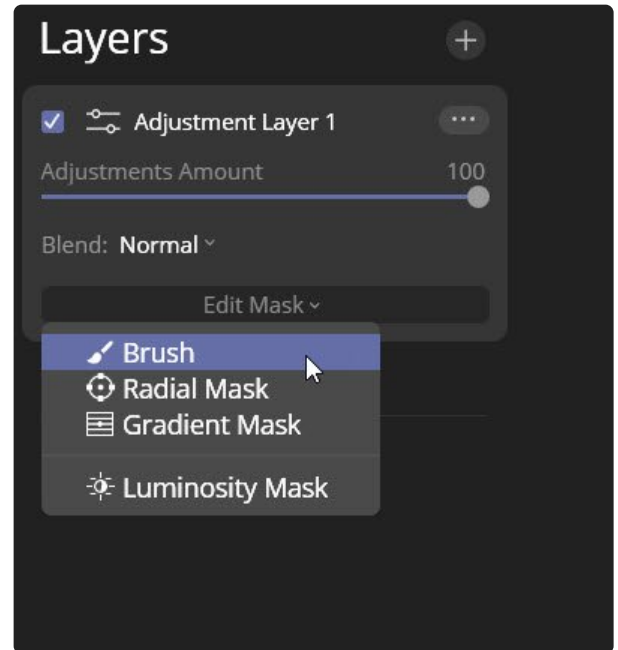 Layers
Adjustment Layer 1
Adjustments Amount 100
Blend: Normal
Edit Mask
Brush
Radial Mask
Gradient Mask
Luminosity Mask